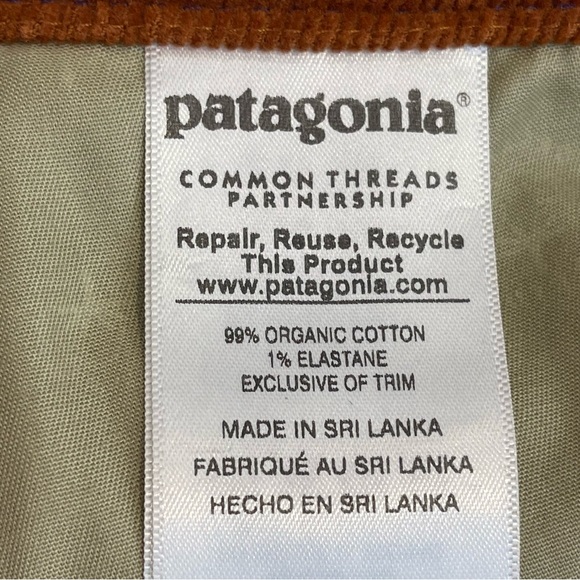 patagonia®
COMMON THREADS
PARTNERSHIP
Repair, Reuse, Recycle
This Product
www.patagonia.com
99% ORGANIC COTTON
1% ELASTANE
EXCLUSIVE OF TRIM
MADE IN SRI LANKA
FABRIQUÉ AU SRI LANKA
HECHO EN SRI LANKA